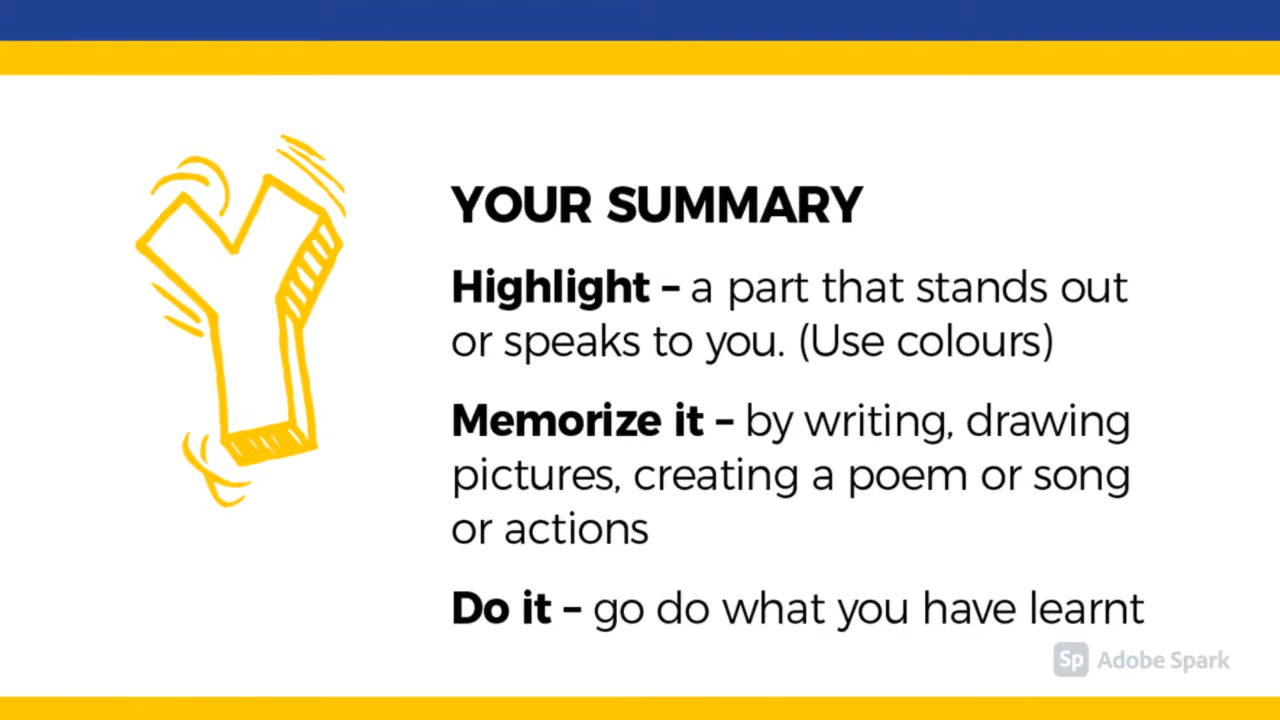 Y
YOUR SUMMARY
Highlight – a part that stands out
or speaks to you. (Use colours)
Memorize it – by writing, drawing
pictures, creating a poem or song
or actions
Do it – go do what you have learnt
Sp Adobe Spark